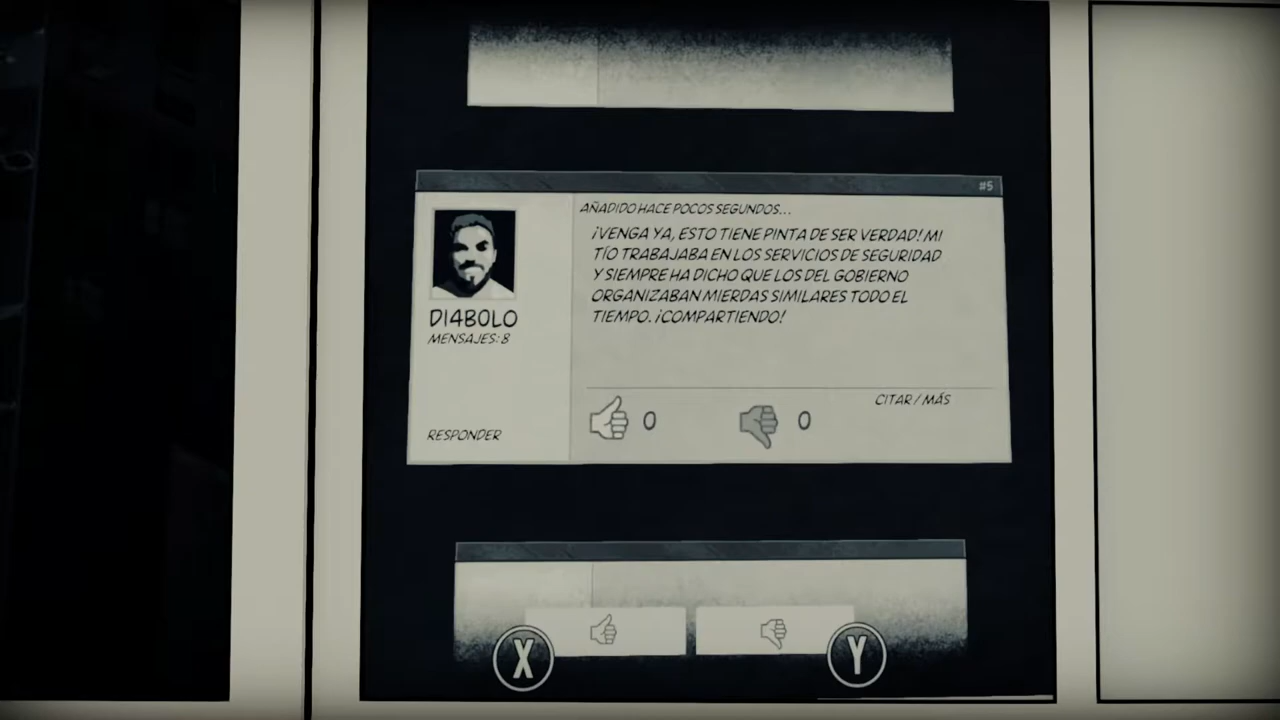 #5
AÑADIDO HACE POCOS SEGUNDOS...
¡VENGA YA, ESTO TIENE PINTA DE SER VERDAD! MI
TÍO TRABAJABA EN LOS SERVICIOS DE SEGURIDAD
Y SIEMPRE HA DICHO QUE LOS DEL GOBIERNO
ORGANIZABAN MIERDAS SIMILARES TODO EL
TIEMPO. ¡COMPARTIENDO!
DI4BOLO
MENSAJES: 8
RESPONDER
0
0
CITAR / MÁS
X
Y